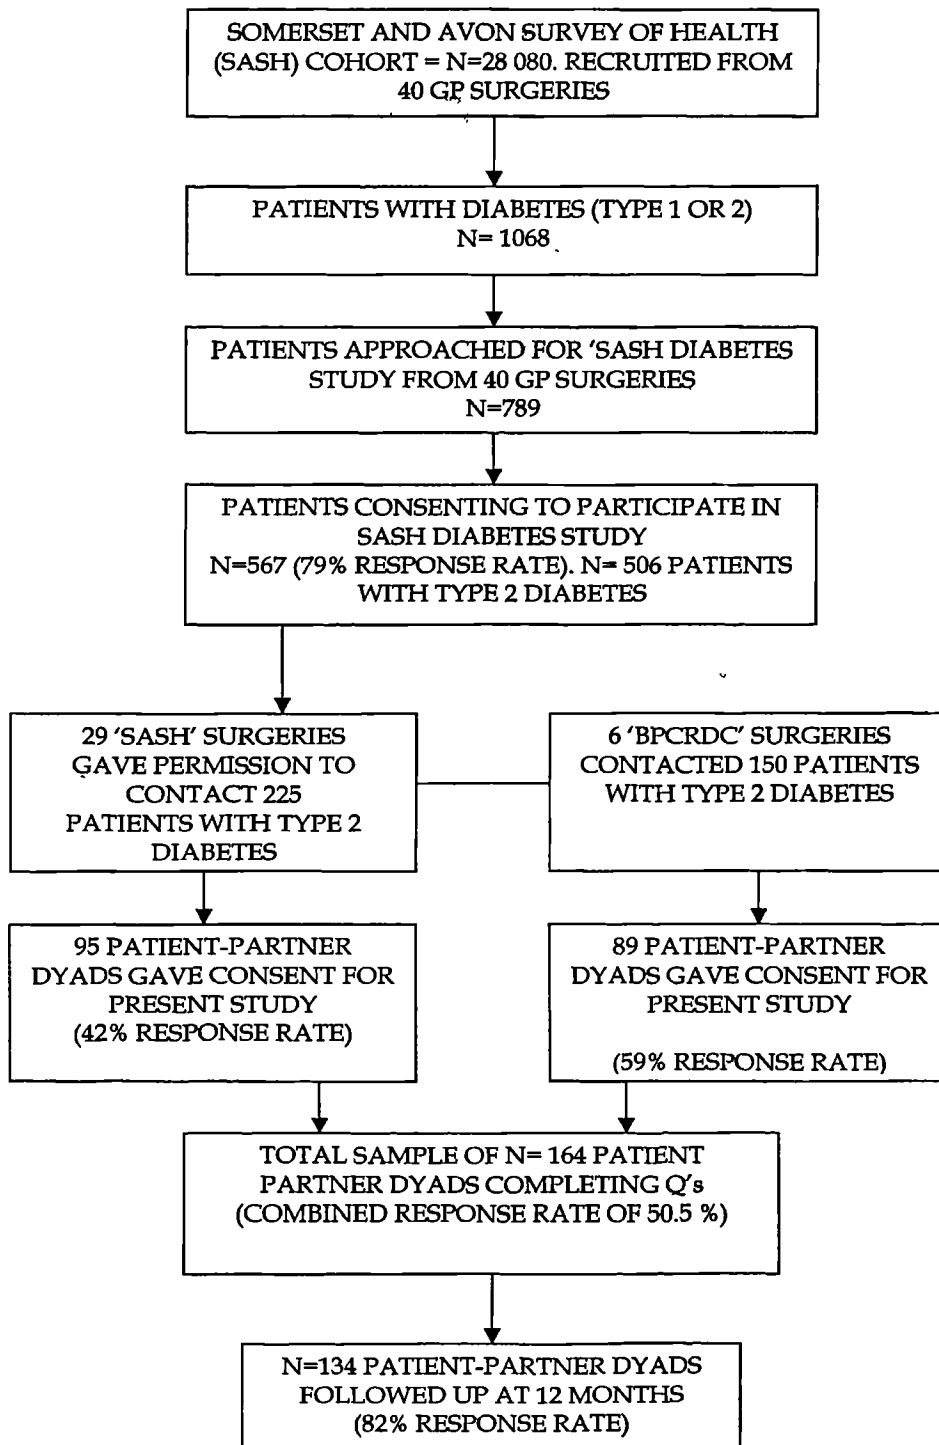 SOMERSET AND AVON SURVEY OF HEALTH
(SASH) COHORT = N=28 080. RECRUITED FROM
40 GP SURGERIES
PATIENTS WITH DIABETES (TYPE 1 OR 2)
N= 1068
PATIENTS APPROACHED FOR 'SASH DIABETES
STUDY FROM 40 GP SURGERIES
N=789
PATIENTS CONSENTING TO PARTICIPATE IN
SASH DIABETES STUDY
N=567 (79% RESPONSE RATE). N= 506 PATIENTS
WITH TYPE 2 DIABETES
29 'SASH' SURGERIES
GAVE PERMISSION TO
CONTACT 225
PATIENTS WITH TYPE 2
DIABETES
6 'BPCRDC' SURGERIES
CONTACTED 150 PATIENTS
WITH TYPE 2 DIABETES
95 PATIENT-PARTNER
DYADS GAVE CONSENT FOR
PRESENT STUDY
(42% RESPONSE RATE)
89 PATIENT-PARTNER
DYADS GAVE CONSENT FOR
PRESENT STUDY
(59% RESPONSE RATE)
TOTAL SAMPLE OF N= 164 PATIENT
PARTNER DYADS COMPLETING Q's
(COMBINED RESPONSE RATE OF 50.5 %)
N=134 PATIENT-PARTNER DYADS
FOLLOWED UP AT 12 MONTHS
(82% RESPONSE RATE)